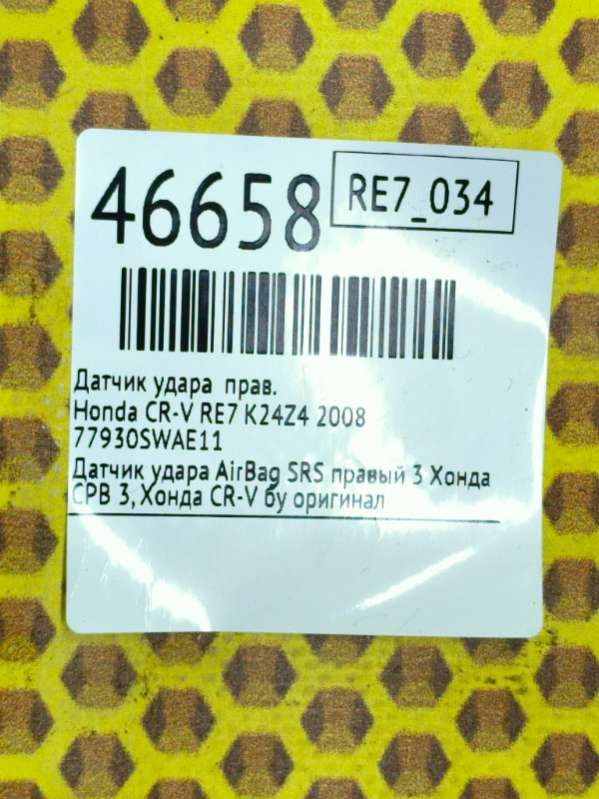 46658
RE7_034
Датчик удара прав.
Honda CR-V RE7 K24Z4 2008
77930SWAE11
Датчик удара AirBag SRS правый 3 Хонда
СРВ 3, Хонда CR-V бу оригинал